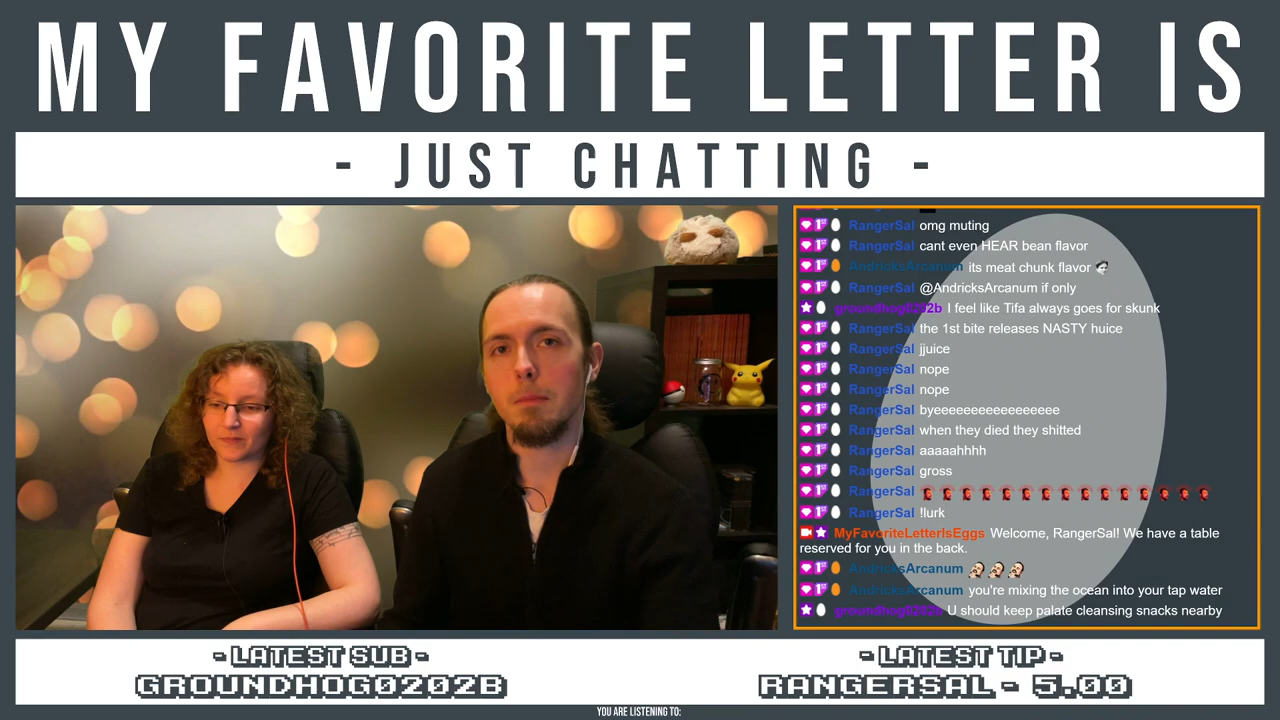 MY FAVORITE LETTER IS
- JUST CHATTING -
RangerSal omg muting
RangerSal cant even HEAR bean flavor
AndricksArcanum its meat chunk flavor
RangerSal @AndricksArcanum if only
groundhog0202b I feel like Tifa always goes for skunk
RangerSal the 1st bite releases NASTY huice
RangerSal jjuice
RangerSal nope
RangerSal nope
RangerSal byeeeeeeeeeeeeeeeee
RangerSal when they died they shitted
RangerSal aaaaahhhh
RangerSal gross
RangerSal
RangerSal !lurk
MyFavoriteLetterIsEggs Welcome, RangerSal! We have a table
reserved for you in the back.
AndricksArcanum
AndricksArcanum you're mixing the ocean into your tap water
groundhog0202b U should keep palate cleansing snacks nearby
- LATEST SUB -
GROUNDHOG0202B
- LATEST TIP -
RANGERSAL - 5.00
YOU ARE LISTENING TO: